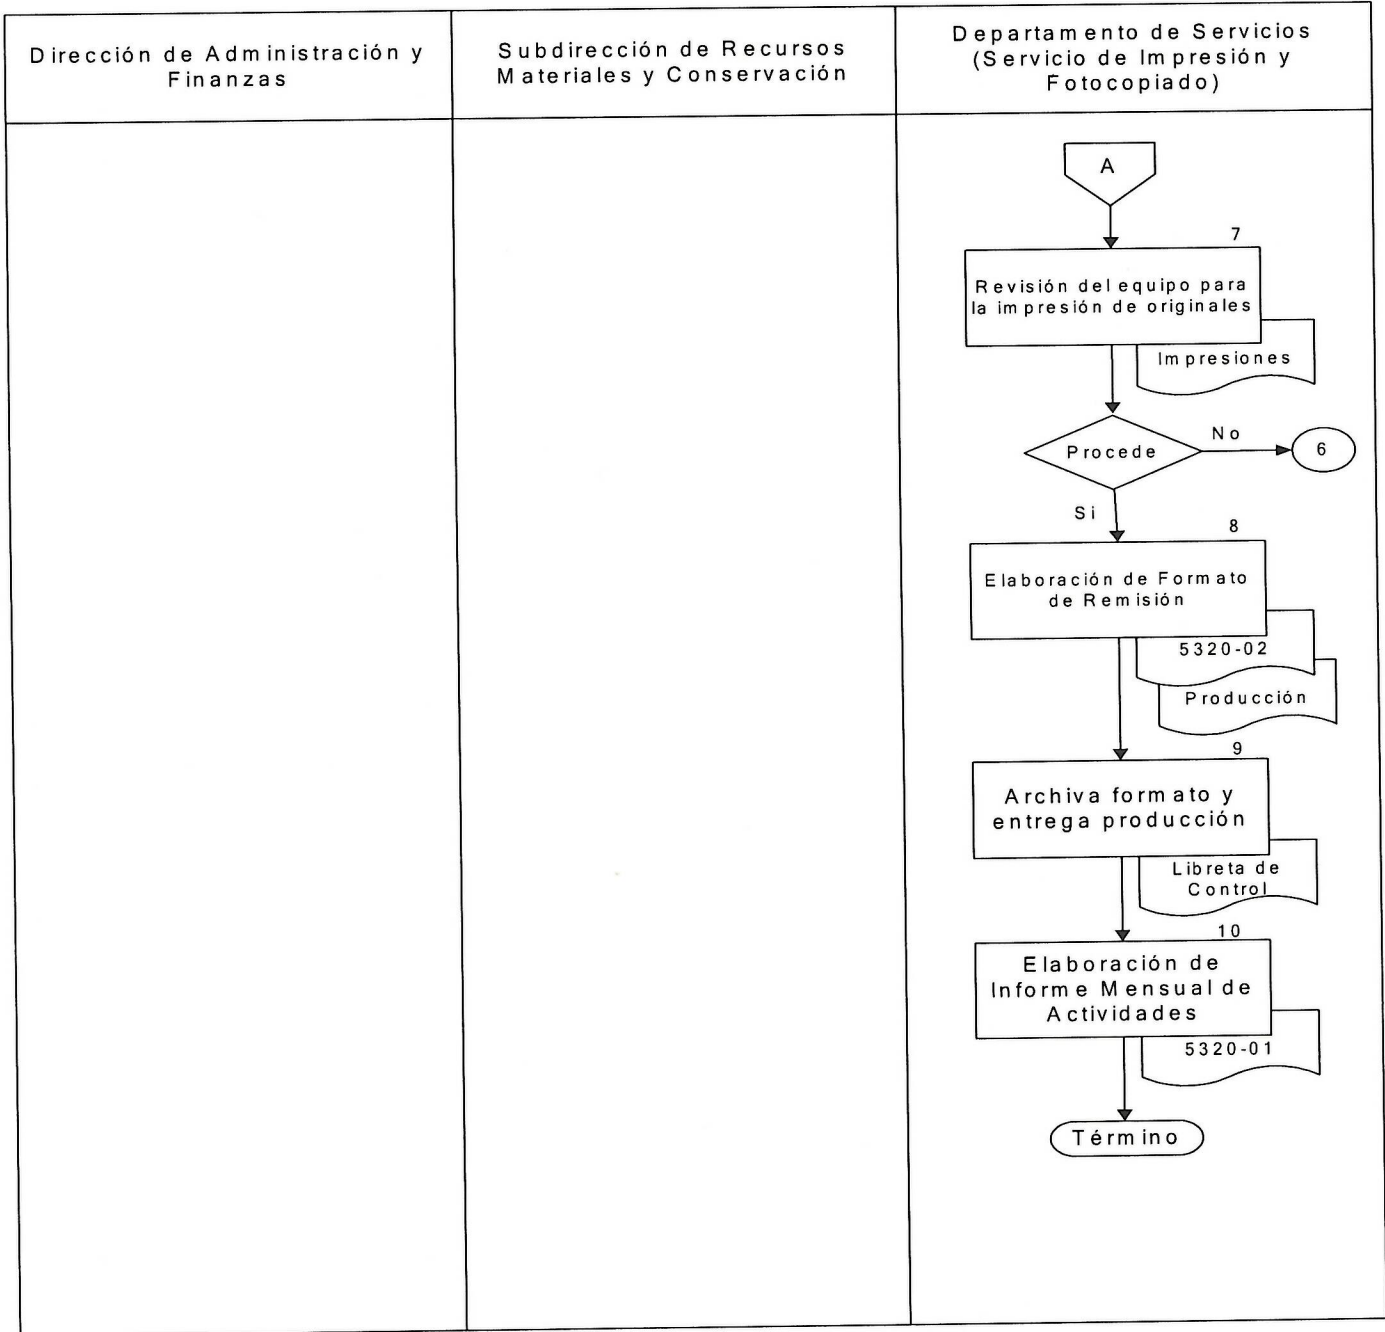 Dirección de Administración y
Finanzas
Subdirección de Recursos
Materiales y Conservación
Departamento de Servicios
(Servicio de Impresión y
Fotocopiado)
A
7
Revisión del equipo para
la impresión de originales
Impresiones
Procede
No
6
Si
8
Elaboración de Formato
de Remisión
5320-02
Producción
9
Archiva formato y
entrega producción
Libreta de
Control
10
Elaboración de
Informe Mensual de
Actividades
5320-01
Término